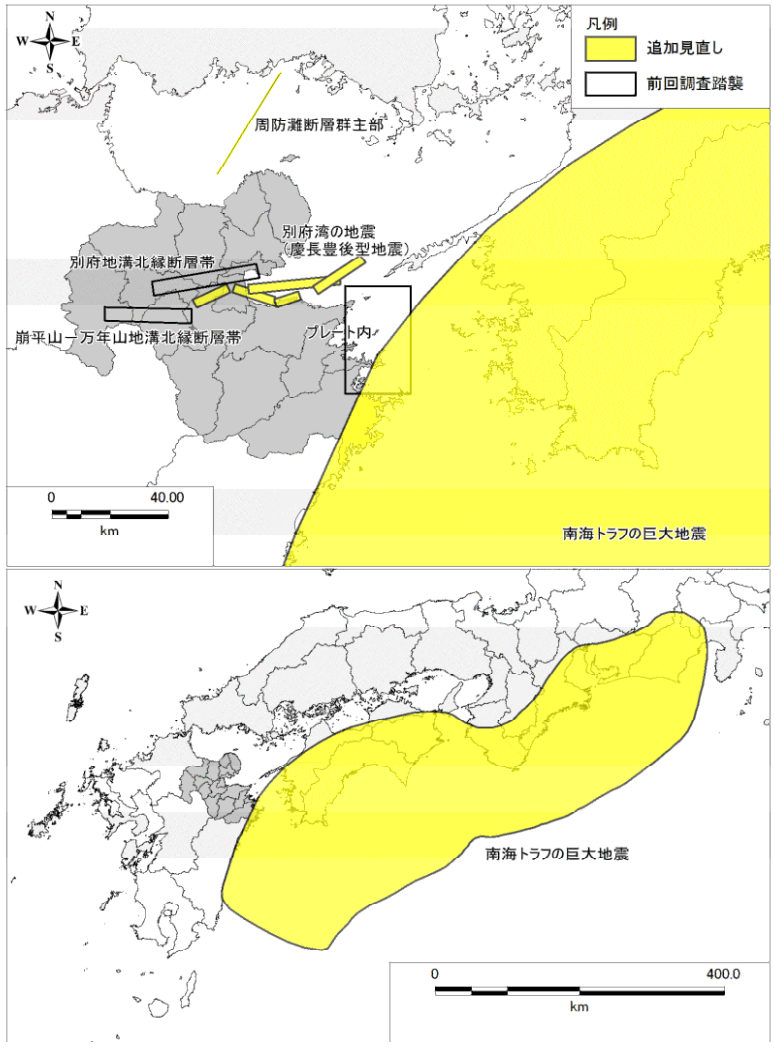 N
W E
S
凡例
追加見直し
前回調査踏襲
周防灘断層群主部
別府湾の地震
(慶長豊後型地震)
別府地溝北縁断層帯
崩平山－万年山地溝北縁断層帯
プレート内
0 40.00
km
南海トラフの巨大地震
N
W E
S
南海トラフの巨大地震
0 400.0
km